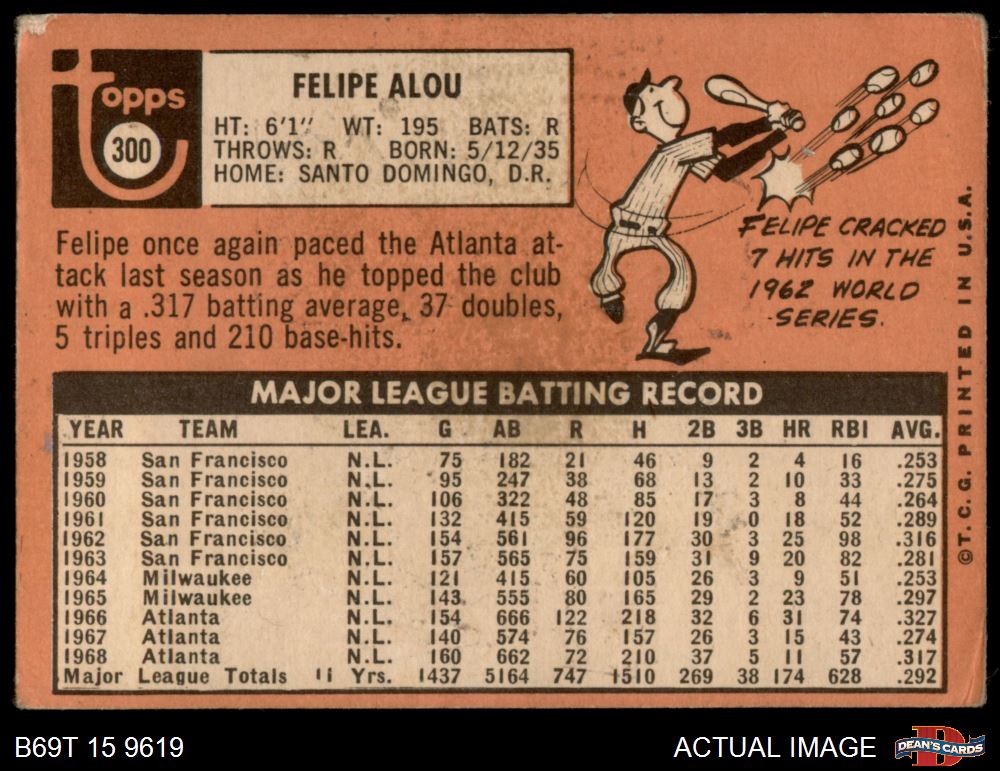 Topps
300
FELIPE ALOU
HT: 6'1" WT: 195 BATS: R
THROWS: R BORN: 5/12/35
HOME: SANTO DOMINGO, D.R.
Felipe once again paced the Atlanta at-
tack last season as he topped the club
with a .317 batting average, 37 doubles,
5 triples and 210 base-hits.
FELIPE CRACKED
7 HITS IN THE
1962 WORLD
SERIES.
©T.C.G. PRINTED IN U.S.A.
MAJOR LEAGUE BATTING RECORD
YEAR TEAM LEA. G AB R H 2B 3B HR RBI AVG.
1958 San Francisco N.L. 75 182 21 46 9 2 4 16 .253
1959 San Francisco N.L. 95 247 38 68 13 2 10 33 .275
1960 San Francisco N.L. 106 322 48 85 17 3 8 44 .264
1961 San Francisco N.L. 132 415 59 120 19 0 18 52 .289
1962 San Francisco N.L. 154 561 96 177 30 3 25 98 .316
1963 San Francisco N.L. 157 565 75 159 31 9 20 82 .281
1964 Milwaukee N.L. 121 415 60 105 26 3 9 51 .253
1965 Milwaukee N.L. 143 555 80 165 29 2 23 78 .297
1966 Atlanta N.L. 154 666 122 218 32 6 31 74 .327
1967 Atlanta N.L. 140 574 76 157 26 3 15 43 .274
1968 Atlanta N.L. 160 662 72 210 37 5 11 57 .317
Major League Totals 11 Yrs. 1437 5164 747 1510 269 38 174 628 .292
B69T 15 9619
ACTUAL IMAGE
DEAN'S CARDS